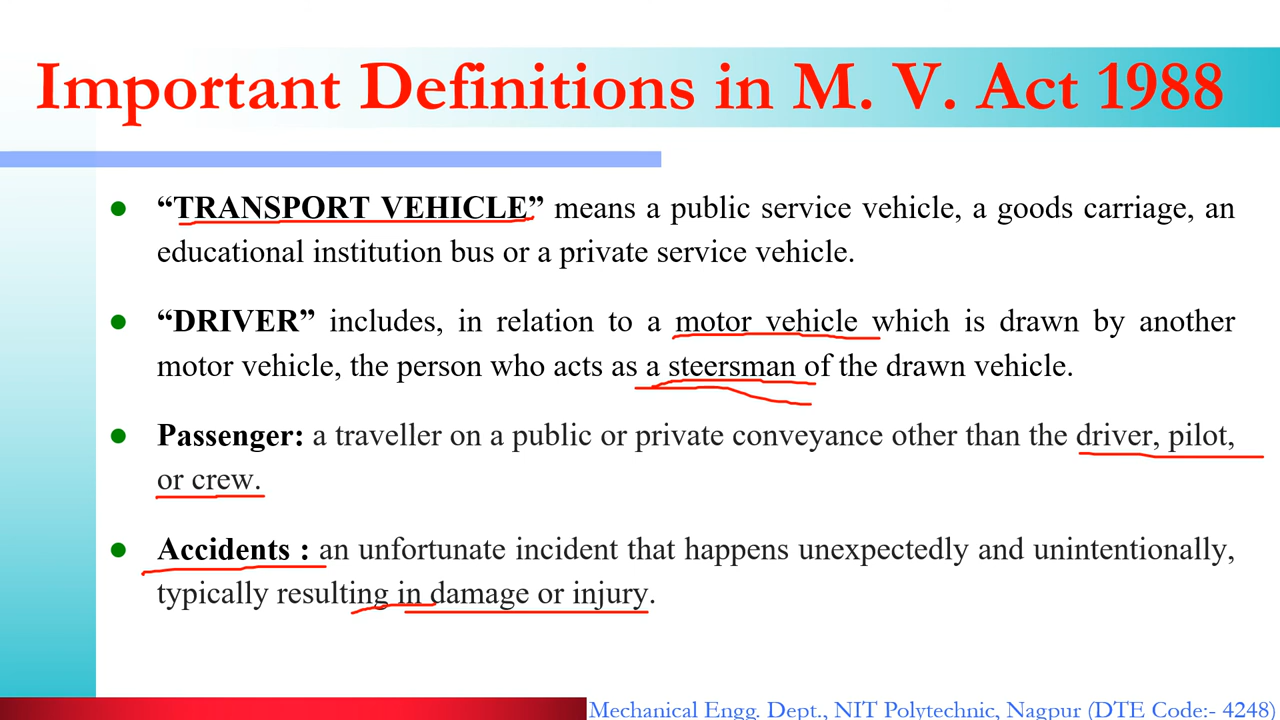 Important Definitions in M. V. Act 1988
“TRANSPORT VEHICLE” means a public service vehicle, a goods carriage, an
educational institution bus or a private service vehicle.
“DRIVER” includes, in relation to a motor vehicle which is drawn by another
motor vehicle, the person who acts as a steersman of the drawn vehicle.
Passenger: a traveller on a public or private conveyance other than the driver, pilot,
or crew.
Accidents : an unfortunate incident that happens unexpectedly and unintentionally,
typically resulting in damage or injury.
Mechanical Engg. Dept., NIT Polytechnic, Nagpur (DTE Code:- 4248)